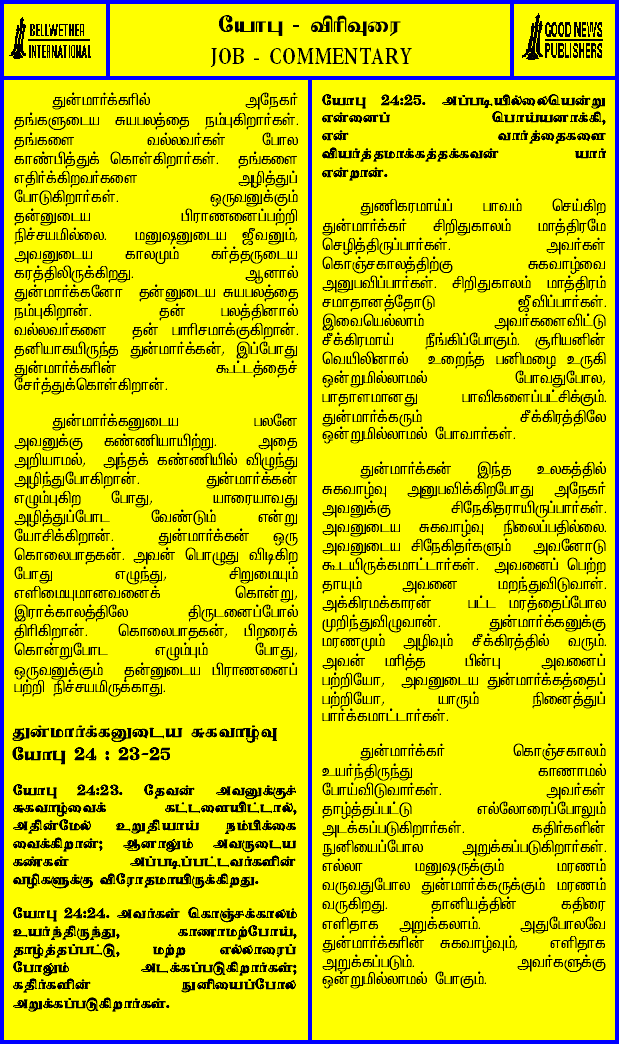 BELLWETHER
INTERNATIONAL
யோபு - விரிவுரை
JOB - COMMENTARY
GOOD NEWS
PUBLISHERS
துன்மார்க்கரில் அநேகர்
தங்களுடைய சுயபலத்தை நம்புகிறார்கள்.
தங்களை வல்லவர்கள் போல
காண்பித்துக் கொள்கிறார்கள். தங்களை
எதிர்க்கிறவர்களை அழித்துப்
போடுகிறார்கள். ஒருவனுக்கும்
தன்னுடைய பிராணனைப்பற்றி
நிச்சயமில்லை. மனுஷனுடைய ஜீவனும்,
அவனுடைய காலமும் கர்த்தருடைய
கரத்திலிருக்கிறது. ஆனால்
துன்மார்க்கனோ தன்னுடைய சுயபலத்தை
நம்புகிறான். தன் பலத்தினால்
வல்லவர்களை தன் பாரிசமாக்குகிறான்.
தனியாகயிருந்த துன்மார்க்கன், இப்போது
துன்மார்க்கரின் கூட்டத்தைச்
சேர்த்துக்கொள்கிறான்.
துன்மார்க்கனுடைய பலனே
அவனுக்கு கண்ணியாயிற்று. அதை
அறியாமல், அந்தக் கண்ணியில் விழுந்து
அழிந்துபோகிறான். துன்மார்க்கன்
எழும்புகிற போது, யாரையாவது
அழித்துப்போட வேண்டும் என்று
யோசிக்கிறான். துன்மார்க்கன் ஒரு
கொலைபாதகன். அவன் பொழுது விடிகிற
போது எழுந்து, சிறுமையும்
எளிமையுமானவனைக் கொன்று,
இராக்காலத்திலே திருடனைப்போல்
திரிகிறான். கொலைபாதகன், பிறரைக்
கொன்றுபோட எழும்பும் போது,
ஒருவனுக்கும் தன்னுடைய பிராணனைப்
பற்றி நிச்சயமிருக்காது.
துன்மார்க்கனுடைய சுகவாழ்வு
யோபு 24 : 23-25
யோபு 24:23. தேவன் அவனுக்குச்
சுகவாழ்வைக் கட்டளையிட்டால்,
அதின்மேல் உறுதியாய் நம்பிக்கை
வைக்கிறான்; ஆனாலும் அவருடைய
கண்கள் அப்படிப்பட்டவர்களின்
வழிகளுக்கு விரோதமாயிருக்கிறது.
யோபு 24:24. அவர்கள் கொஞ்சக்காலம்
உயர்ந்திருந்து, காணாமற்போய்,
தாழ்த்தப்பட்டு, மற்ற எல்லாரைப்
போலும் அடக்கப்படுகிறார்கள்;
கதிர்களின் நுனியைப்போல
அறுக்கப்படுகிறார்கள்.
யோபு 24:25. அப்படியில்லையென்று
என்னைப் பொய்யனாக்கி,
என் வார்த்தைகளை
வியர்த்தமாக்கத்தக்கவன் யார்
என்றான்.
துணிகரமாய்ப் பாவம் செய்கிற
துன்மார்க்கர் சிறிதுகாலம் மாத்திரமே
செழித்திருப்பார்கள். அவர்கள்
கொஞ்சகாலத்திற்கு சுகவாழ்வை
அனுபவிப்பார்கள். சிறிதுகாலம் மாத்திரம்
சமாதானத்தோடு ஜீவிப்பார்கள்.
இவையெல்லாம் அவர்களைவிட்டு
சீக்கிரமாய் நீங்கிப்போகும். சூரியனின்
வெயிலினால் உறைந்த பனிமழை உருகி
ஒன்றுமில்லாமல் போவதுபோல,
பாதாளமானது பாவிகளைப்பட்சிக்கும்.
துன்மார்க்கரும் சீக்கிரத்திலே
ஒன்றுமில்லாமல் போவார்கள்.
துன்மார்க்கன் இந்த உலகத்தில்
சுகவாழ்வு அனுபவிக்கிறபோது அநேகர்
அவனுக்கு சிநேகிதராயிருப்பார்கள்.
அவனுடைய சுகவாழ்வு நிலைப்பதில்லை.
அவனுடைய சிநேகிதர்களும் அவனோடு
கூடயிருக்கமாட்டார்கள். அவனைப் பெற்ற
தாயும் அவனை மறந்துவிடுவாள்.
அக்கிரமக்காரன் பட்ட மரத்தைப்போல
முறிந்துவிழுவான். துன்மார்க்கனுக்கு
மரணமும் அழிவும் சீக்கிரத்தில் வரும்.
அவன் மரித்த பின்பு அவனைப்
பற்றியோ, அவனுடைய துன்மார்க்கத்தைப்
பற்றியோ, யாரும் நினைத்துப்
பார்க்கமாட்டார்கள்.
துன்மார்க்கர் கொஞ்சகாலம்
உயர்ந்திருந்து காணாமல்
போய்விடுவார்கள். அவர்கள்
தாழ்த்தப்பட்டு எல்லோரைப்போலும்
அடக்கப்படுகிறார்கள். கதிர்களின்
நுனியைப்போல அறுக்கப்படுகிறார்கள்.
எல்லா மனுஷருக்கும் மரணம்
வருவதுபோல துன்மார்க்கருக்கும் மரணம்
வருகிறது. தானியத்தின் கதிரை
எளிதாக அறுக்கலாம். அதுபோலவே
துன்மார்க்கரின் சுகவாழ்வும், எளிதாக
அறுக்கப்படும். அவர்களுக்கு
ஒன்றுமில்லாமல் போகும்.